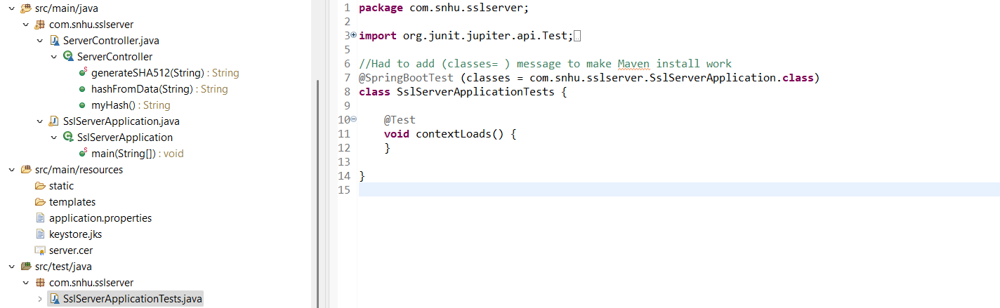 src/main/java
com.snhu.sslserver
ServerController.java
ServerController
generateSHA512(String) : String
hashFromData(String) : String
myHash() : String
SslServerApplication.java
SslServerApplication
main(String[]) : void
src/main/resources
static
templates
application.properties
keystore.jks
server.cer
src/test/java
com.snhu.sslserver
SslServerApplicationTests.java
1 package com.snhu.sslserver;
2
3 import org.junit.jupiter.api.Test;
5
6 //Had to add (classes= ) message to make Maven install work
7 @SpringBootTest (classes = com.snhu.sslserver.SslServerApplication.class)
8 class SslServerApplicationTests {
9
10     @Test
11     void contextLoads() {
12     }
13
14 }
15